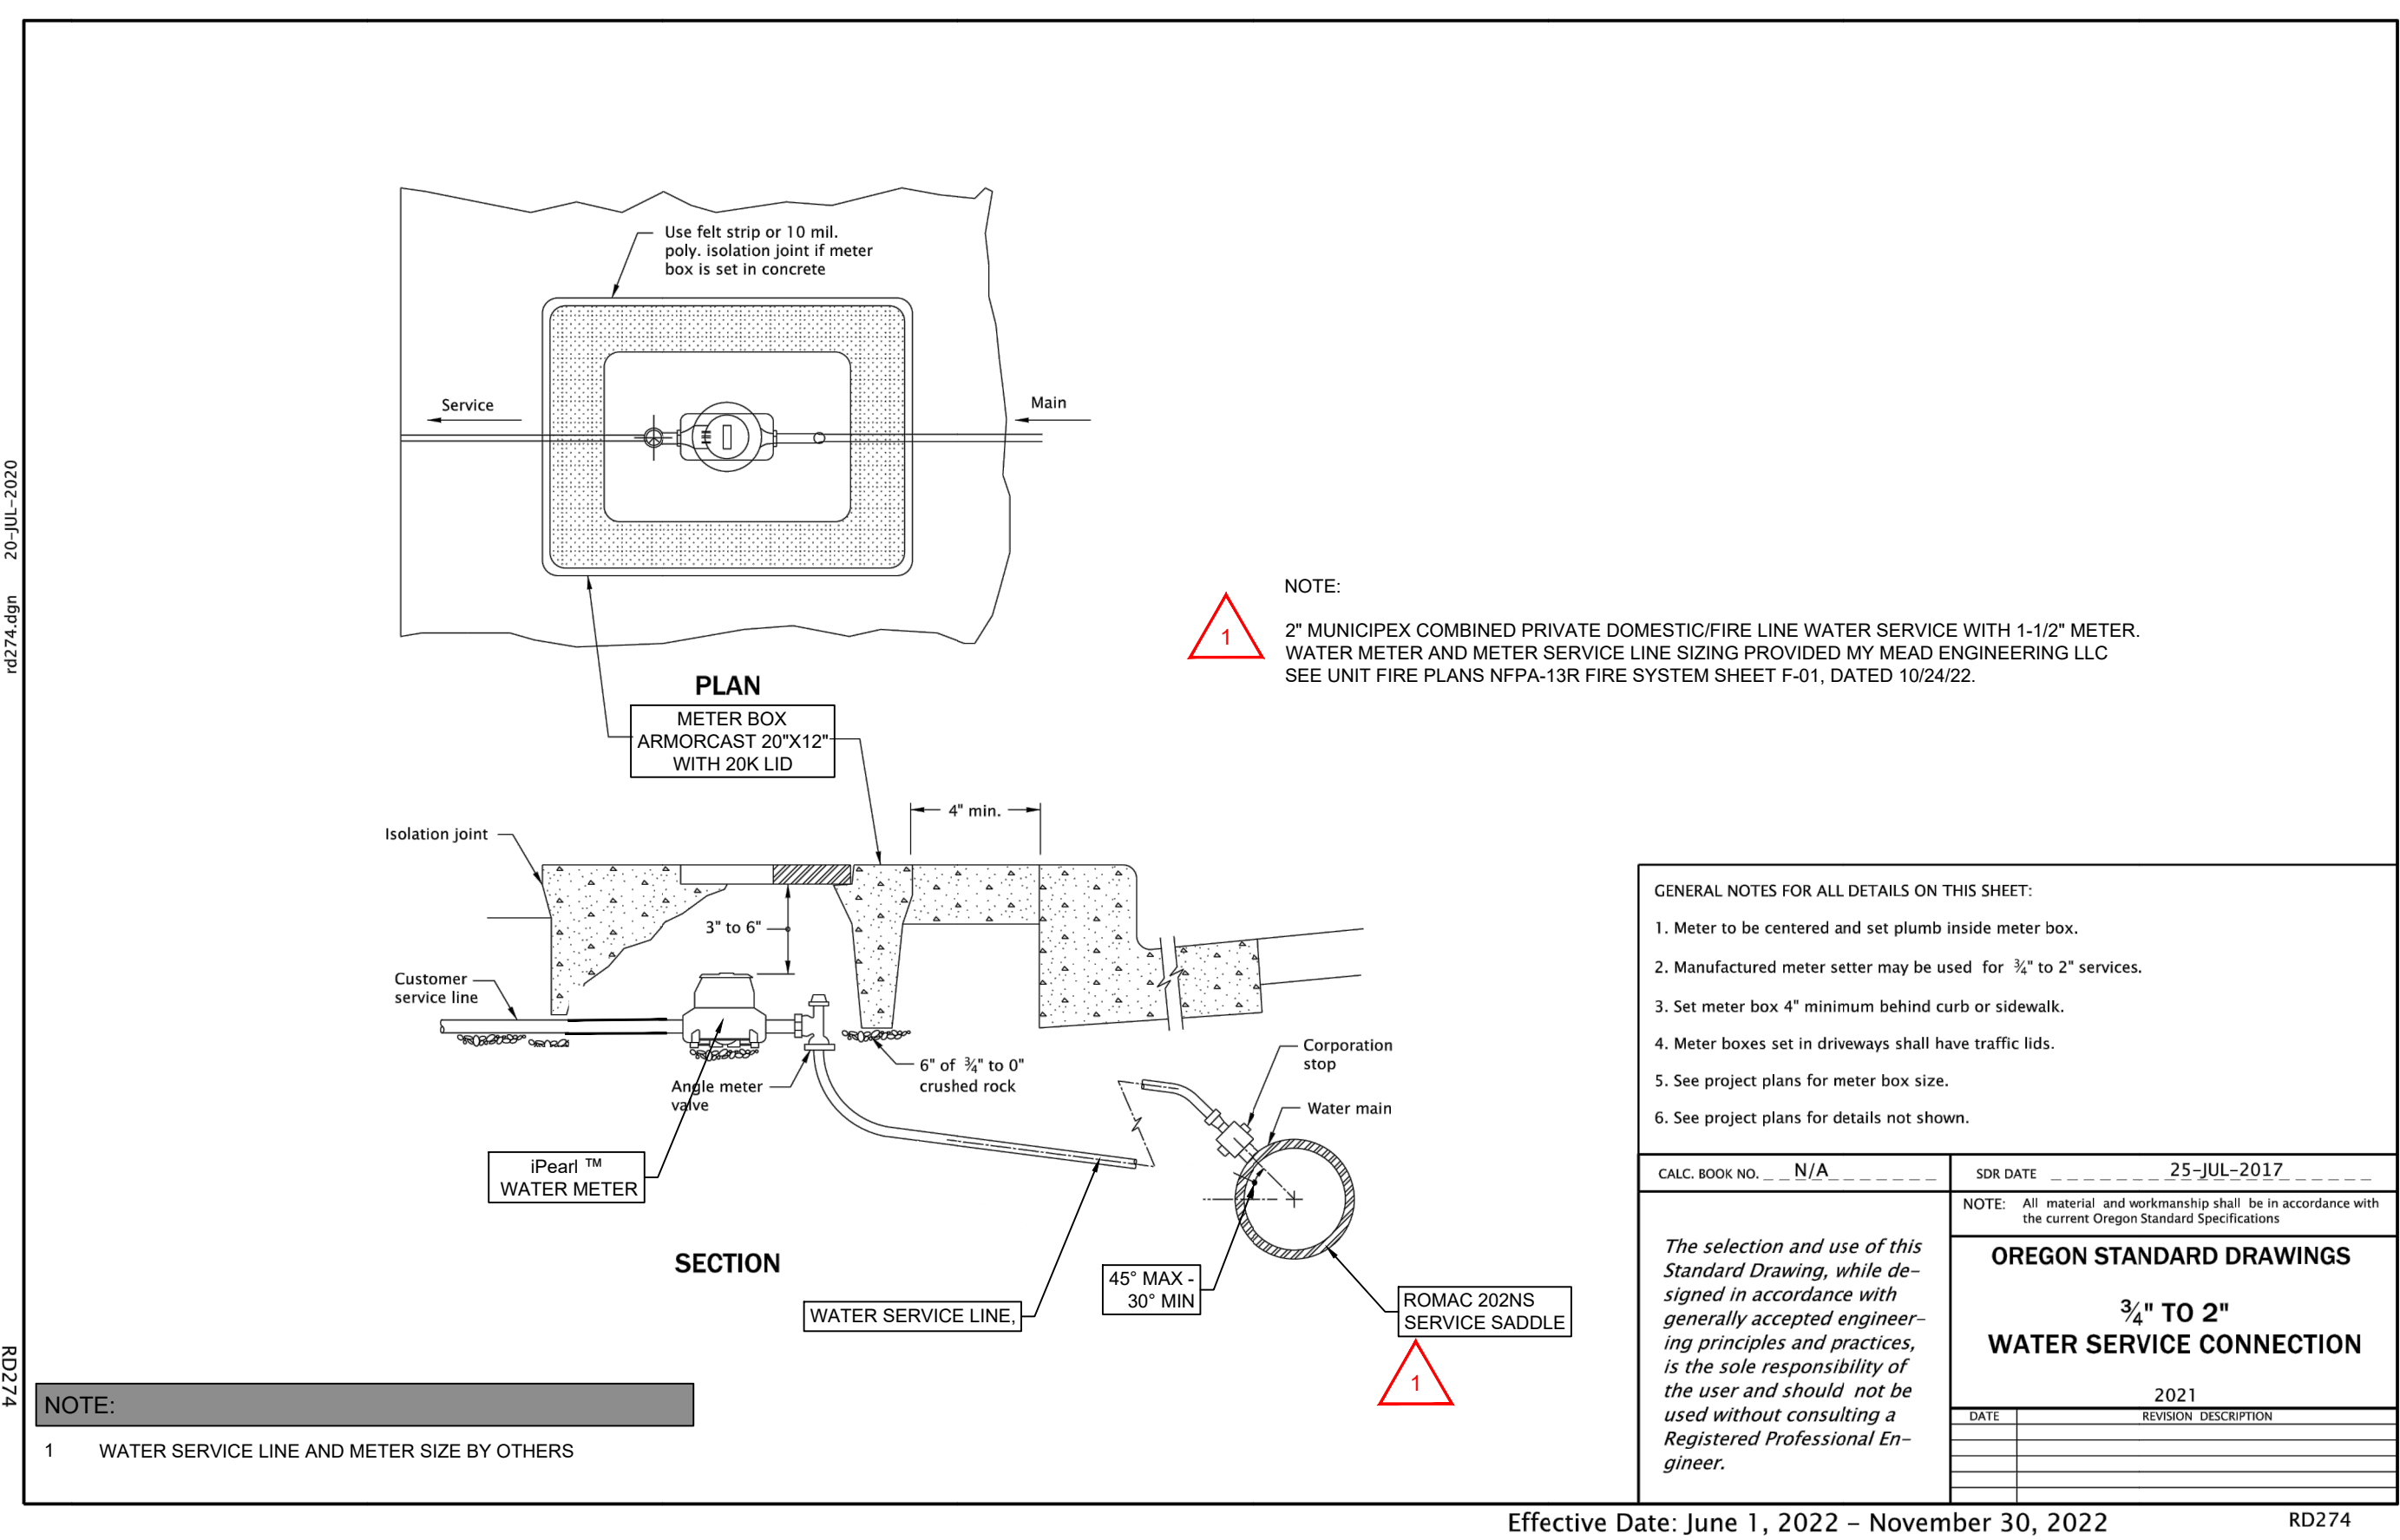 Use felt strip or 10 mil.
poly. isolation joint if meter
box is set in concrete
Service
Main
PLAN
METER BOX
ARMORCAST 20"X12"
WITH 20K LID
NOTE:
1
2" MUNICIPEX COMBINED PRIVATE DOMESTIC/FIRE LINE WATER SERVICE WITH 1-1/2" METER.
WATER METER AND METER SERVICE LINE SIZING PROVIDED MY MEAD ENGINEERING LLC
SEE UNIT FIRE PLANS NFPA-13R FIRE SYSTEM SHEET F-01, DATED 10/24/22.
4" min.
Isolation joint
3" to 6"
Customer
service line
Angle meter
valve
6" of ¾" to 0"
crushed rock
Corporation
stop
Water main
iPearl ™
WATER METER
SECTION
WATER SERVICE LINE,
45° MAX -
30° MIN
ROMAC 202NS
SERVICE SADDLE
1
NOTE:
1 WATER SERVICE LINE AND METER SIZE BY OTHERS
GENERAL NOTES FOR ALL DETAILS ON THIS SHEET:
1. Meter to be centered and set plumb inside meter box.
2. Manufactured meter setter may be used for ¾" to 2" services.
3. Set meter box 4" minimum behind curb or sidewalk.
4. Meter boxes set in driveways shall have traffic lids.
5. See project plans for meter box size.
6. See project plans for details not shown.
CALC. BOOK NO. N/A
SDR DATE 25-JUL-2017
NOTE: All material and workmanship shall be in accordance with
the current Oregon Standard Specifications
The selection and use of this
Standard Drawing, while de-
signed in accordance with
generally accepted engineer-
ing principles and practices,
is the sole responsibility of
the user and should not be
used without consulting a
Registered Professional En-
gineer.
OREGON STANDARD DRAWINGS
¾" TO 2"
WATER SERVICE CONNECTION
2021
DATE REVISION DESCRIPTION
Effective Date: June 1, 2022 – November 30, 2022
RD274
rd274.dgn 20-JUL-2020
RD274